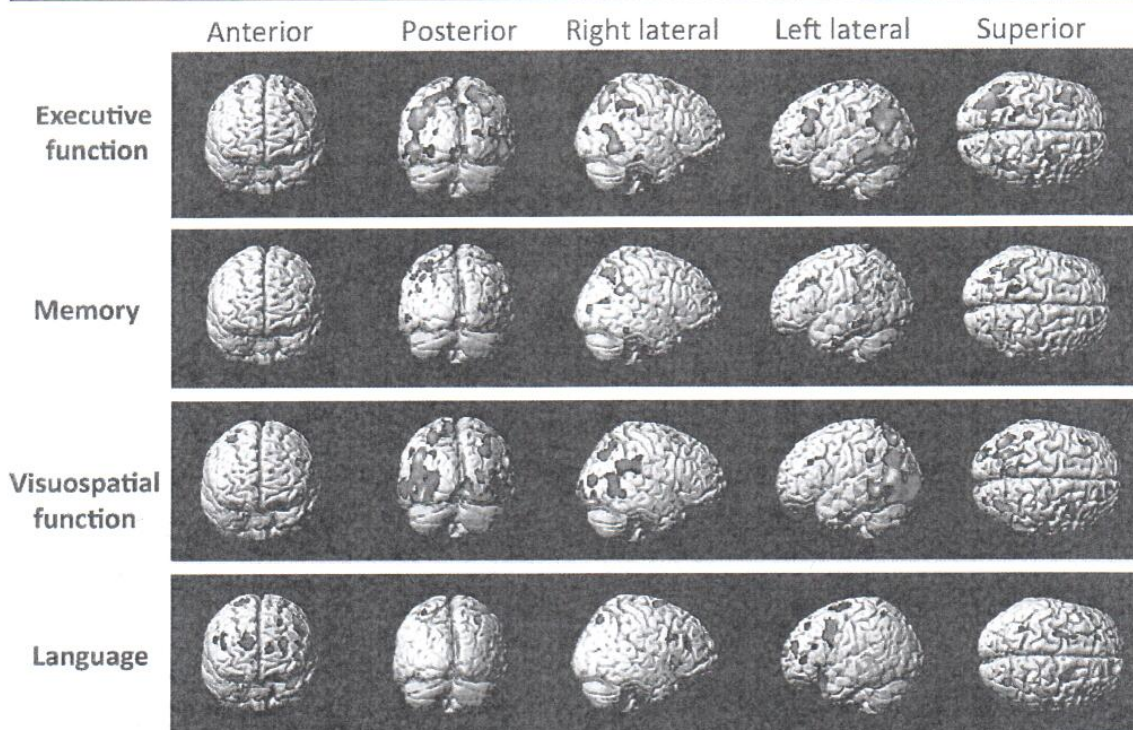 Anterior Posterior Right lateral Left lateral Superior
Executive
function
Memory
Visuospatial
function
Language